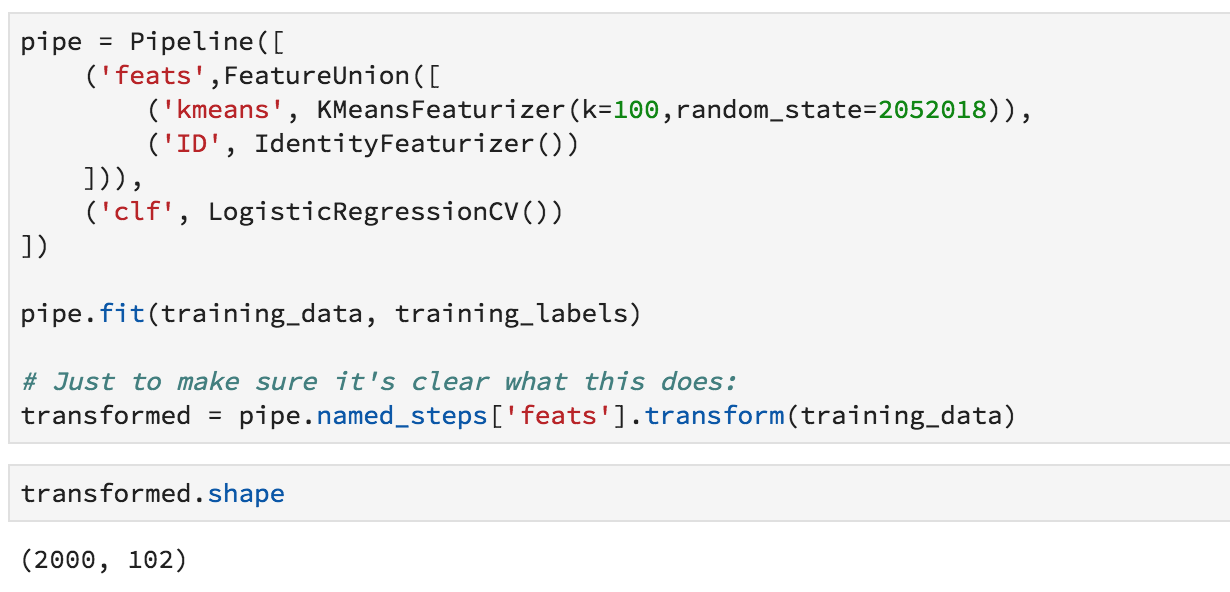 pipe = Pipeline([
    ('feats',FeatureUnion([
        ('kmeans', KMeansFeaturizer(k=100,random_state=2052018)),
        ('ID', IdentityFeaturizer())
    ])),
    ('clf', LogisticRegressionCV())
])
pipe.fit(training_data, training_labels)
# Just to make sure it's clear what this does:
transformed = pipe.named_steps['feats'].transform(training_data)
transformed.shape
(2000, 102)